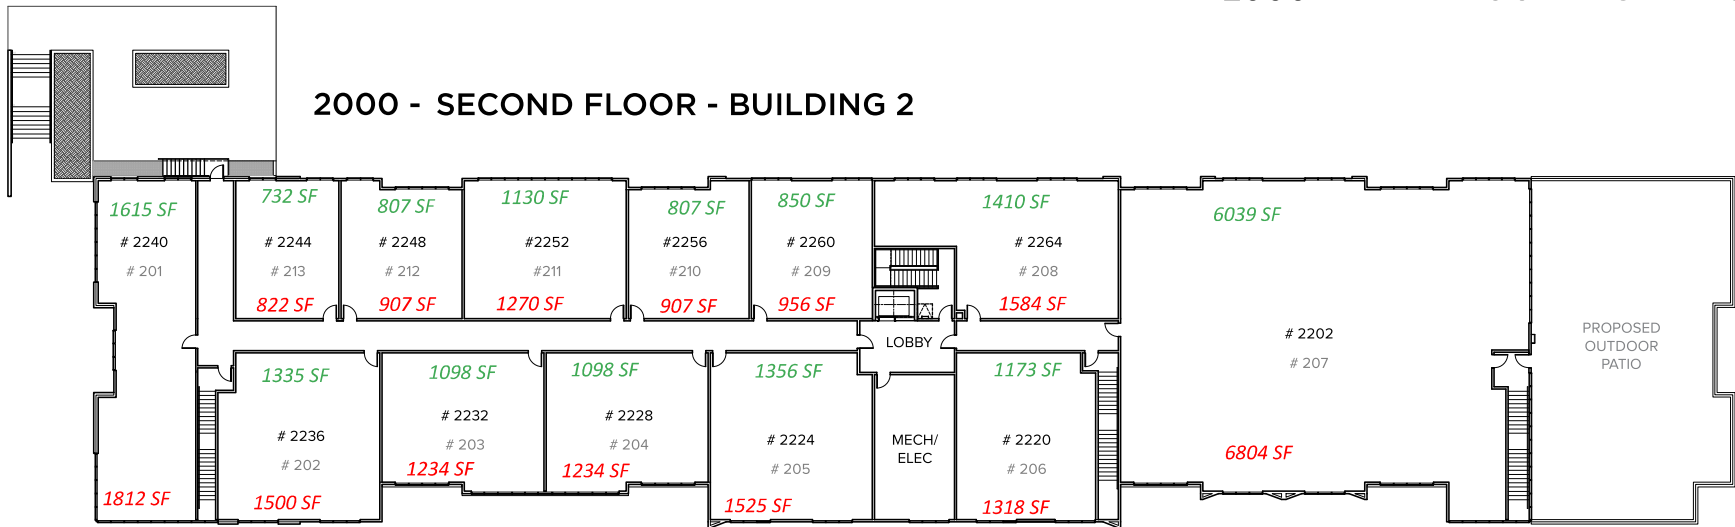 2000 - SECOND FLOOR - BUILDING 2
1615 SF
# 2240
# 201
1812 SF
732 SF
# 2244
# 213
822 SF
807 SF
# 2248
# 212
907 SF
1130 SF
#2252
#211
1270 SF
807 SF
#2256
#210
907 SF
850 SF
# 2260
# 209
956 SF
1410 SF
# 2264
# 208
1584 SF
6039 SF
# 2202
# 207
6804 SF
PROPOSED
OUTDOOR
PATIO
LOBBY
1335 SF
# 2236
# 202
1500 SF
1098 SF
# 2232
# 203
1234 SF
1098 SF
# 2228
# 204
1234 SF
1356 SF
# 2224
# 205
1525 SF
MECH/
ELEC
1173 SF
# 2220
# 206
1318 SF